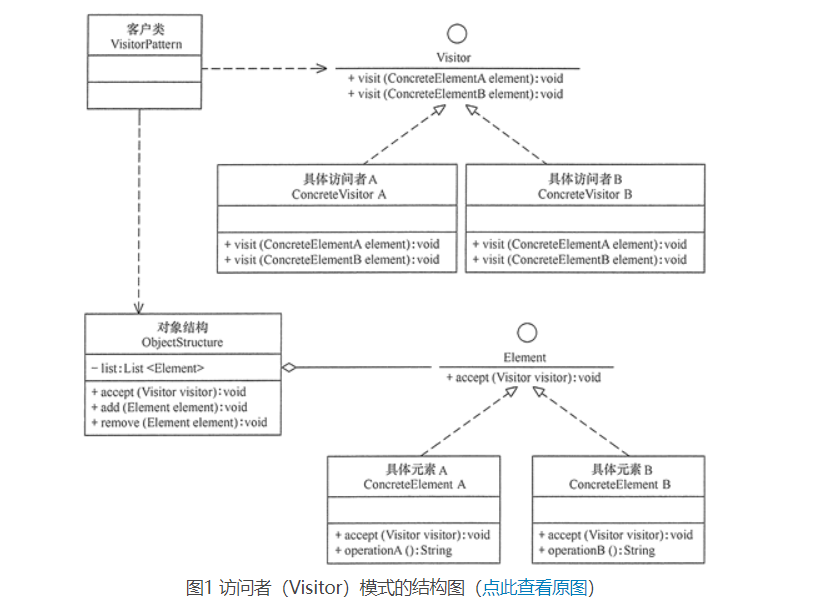 客户类
VisitorPattern
Visitor
+ visit (ConcreteElementA element):void
+ visit (ConcreteElementB element):void
具体访问者A
ConcreteVisitor A
+ visit (ConcreteElementA element):void
+ visit (ConcreteElementB element):void
具体访问者B
ConcreteVisitor B
+ visit (ConcreteElementA element):void
+ visit (ConcreteElementB element):void
对象结构
ObjectStructure
- list:List <Element>
+ accept (Visitor visitor):void
+ add (Element element):void
+ remove (Element element):void
Element
+ accept (Visitor visitor):void
具体元素A
ConcreteElement A
+ accept (Visitor visitor):void
+ operationA ():String
具体元素B
ConcreteElement B
+ accept (Visitor visitor):void
+ operationB ():String
图1 访问者（Visitor）模式的结构图（点此查看原图）